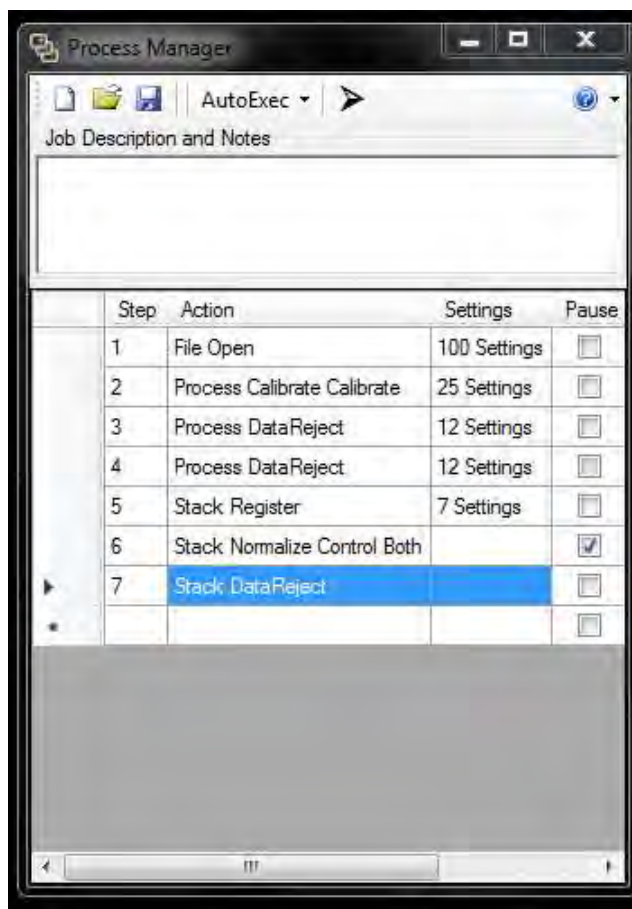 Process Manager
AutoExec
Job Description and Notes
Step Action Settings Pause
1 File Open 100 Settings
2 Process Calibrate Calibrate 25 Settings
3 Process DataReject 12 Settings
4 Process DataReject 12 Settings
5 Stack Register 7 Settings
6 Stack Normalize Control Both
7 Stack DataReject